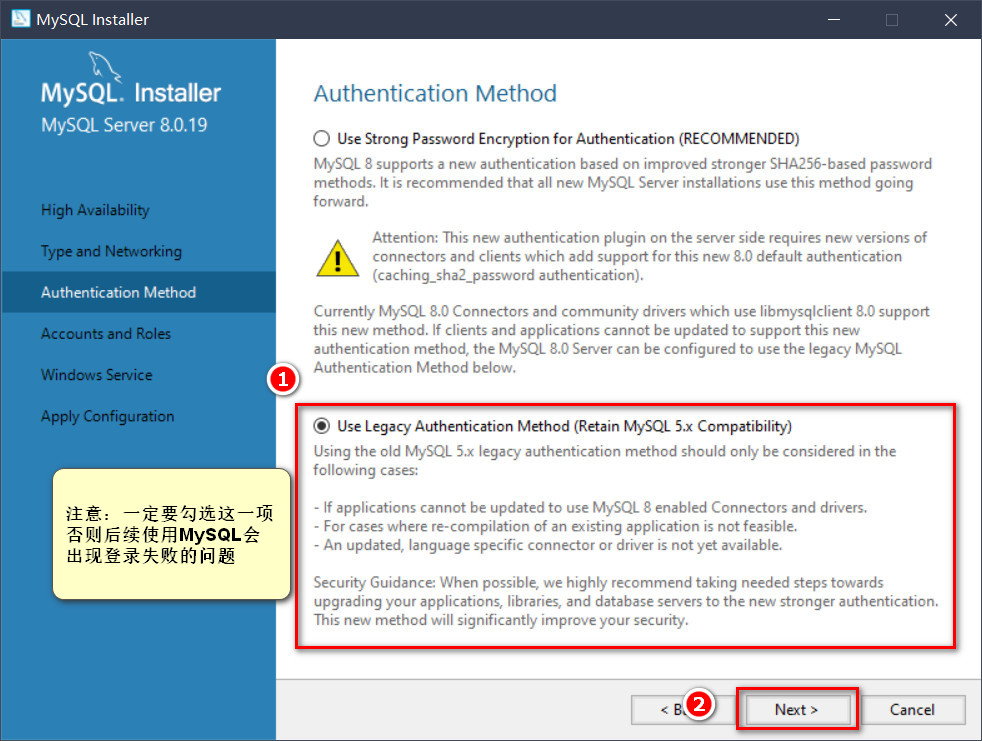 MySQL Installer
MySQL. Installer
MySQL Server 8.0.19
High Availability
Type and Networking
Authentication Method
Accounts and Roles
Windows Service
Apply Configuration
注意：一定要勾选这一项
否则后续使用MySQL会
出现登录失败的问题
Authentication Method
Use Strong Password Encryption for Authentication (RECOMMENDED)
MySQL 8 supports a new authentication based on improved stronger SHA256-based password
methods. It is recommended that all new MySQL Server installations use this method going
forward.
Attention: This new authentication plugin on the server side requires new versions of
connectors and clients which add support for this new 8.0 default authentication
(caching_sha2_password authentication).
Currently MySQL 8.0 Connectors and community drivers which use libmysqlclient 8.0 support
this new method. If clients and applications cannot be updated to support this new
authentication method, the MySQL 8.0 Server can be configured to use the legacy MySQL
Authentication Method below.
1
Use Legacy Authentication Method (Retain MySQL 5.x Compatibility)
Using the old MySQL 5.x legacy authentication method should only be considered in the
following cases:
- If applications cannot be updated to use MySQL 8 enabled Connectors and drivers.
- For cases where re-compilation of an existing application is not feasible.
- An updated, language specific connector or driver is not yet available.
Security Guidance: When possible, we highly recommend taking needed steps towards
upgrading your applications, libraries, and database servers to the new stronger authentication.
This new method will significantly improve your security.
<
2
Next >
Cancel